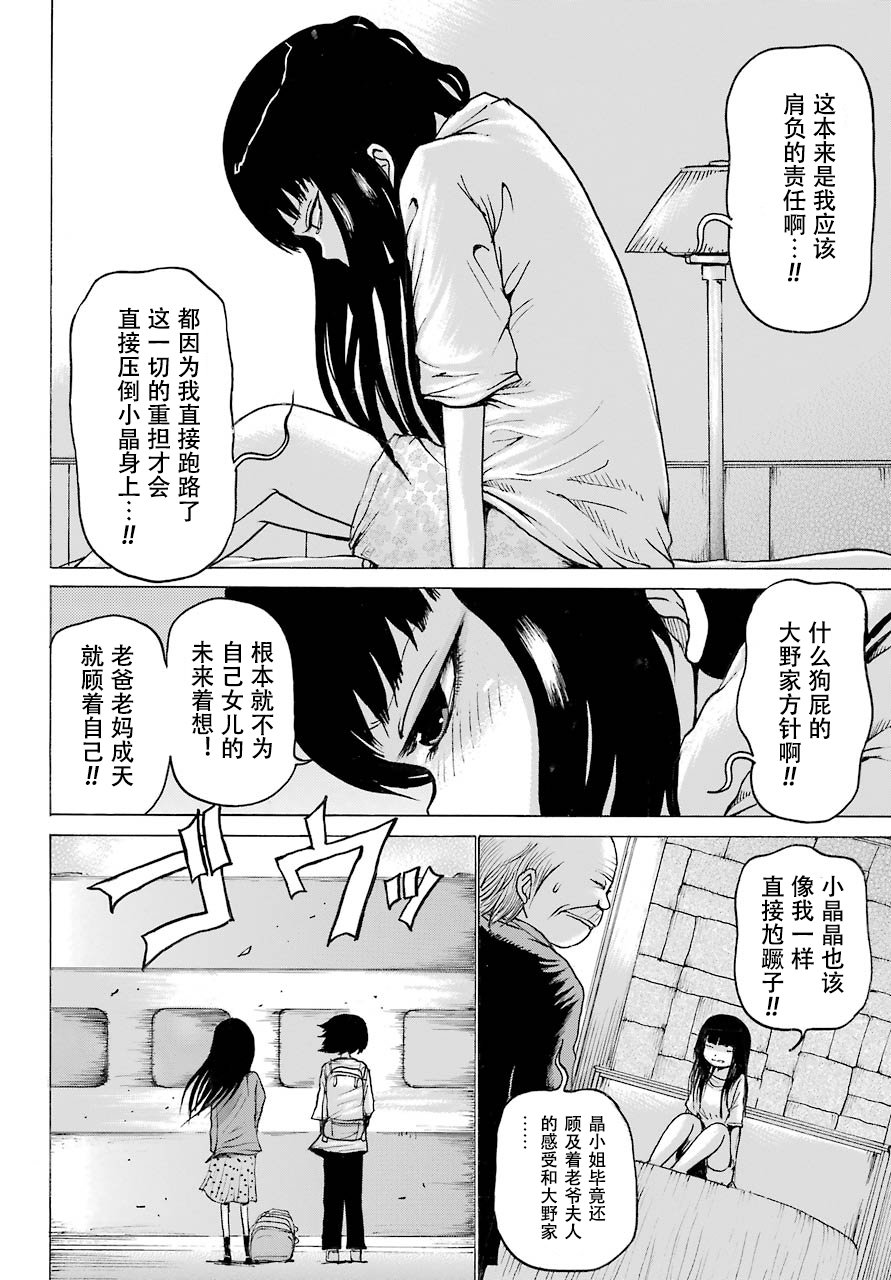 这本来是我应该
肩负的责任啊…!!
都因为我直接跑路了
这一切的重担才会
直接压倒小晶身上…!!
什么狗屁的
大野家方针啊!!
根本就不为
自己女儿的
未来着想！
老爸老妈成天
就顾着自己!!
小晶晶也该
像我一样
直接尥蹶子!!
晶小姐毕竟还
顾及着老爷夫人
的感受和大野家
……
ゴウ